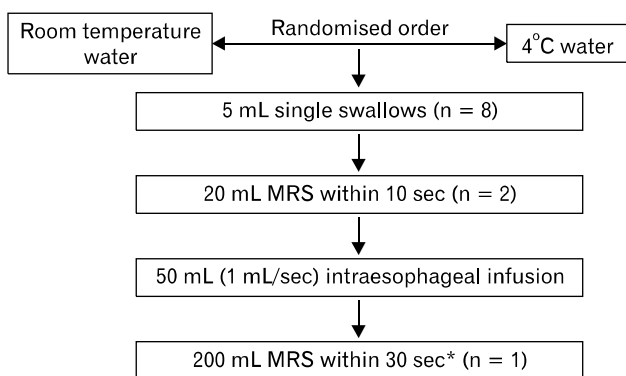 Room temperature
water
Randomised order
4°C water
5 mL single swallows (n = 8)
20 mL MRS within 10 sec (n = 2)
50 mL (1 mL/sec) intraesophageal infusion
200 mL MRS within 30 sec* (n = 1)